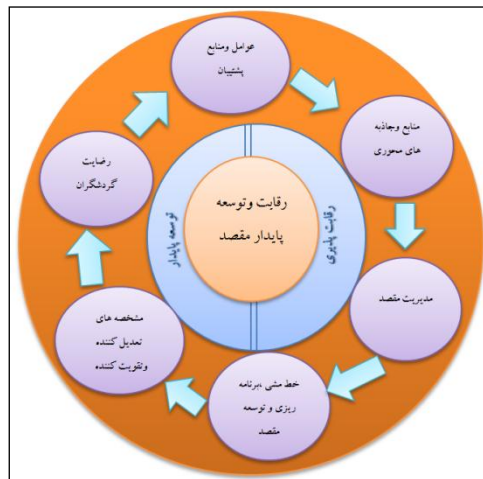 عوامل ومنابع
پشتیبان
منابع وجاذبه
های محوری
مدیریت مقصد
خط مشی ،برنامه
ریزی و توسعه
مقصد
مشخصه های
تعدیل کننده
وتقویت کننده
رضایت
گردشگران
رقابت وتوسعه
پایدار مقصد
رقابت پذیری
توسعه پایدار